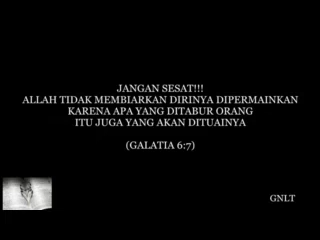 JANGAN SESAT!!!
ALLAH TIDAK MEMBIARKAN DIRINYA DIPERMAINKAN
KARENA APA YANG DITABUR ORANG
ITU JUGA YANG AKAN DITUAINYA
(GALATIA 6:7)
GNLT